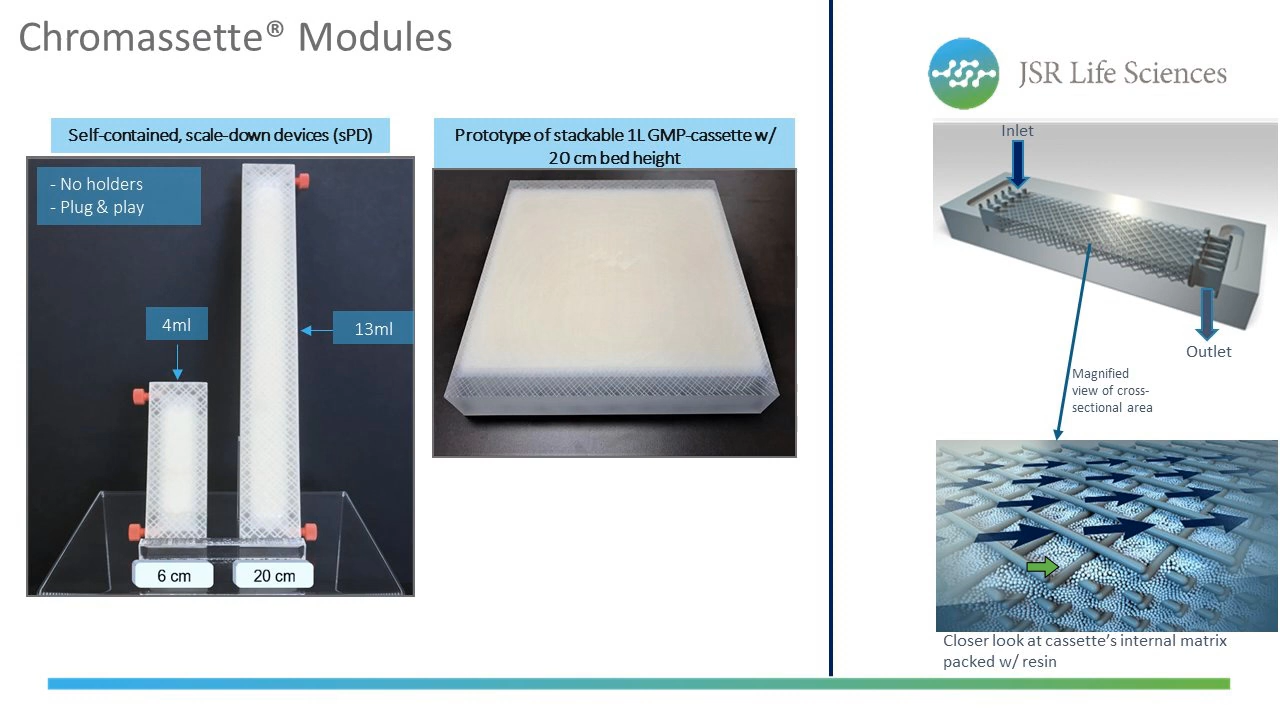 Chromassette® Modules
JSR Life Sciences
Self-contained, scale-down devices (sPD)
- No holders
- Plug & play
4ml
13ml
6 cm
20 cm
Prototype of stackable 1L GMP-cassette w/
20 cm bed height
Inlet
Outlet
Magnified
view of cross-
sectional area
Closer look at cassette's internal matrix
packed w/ resin